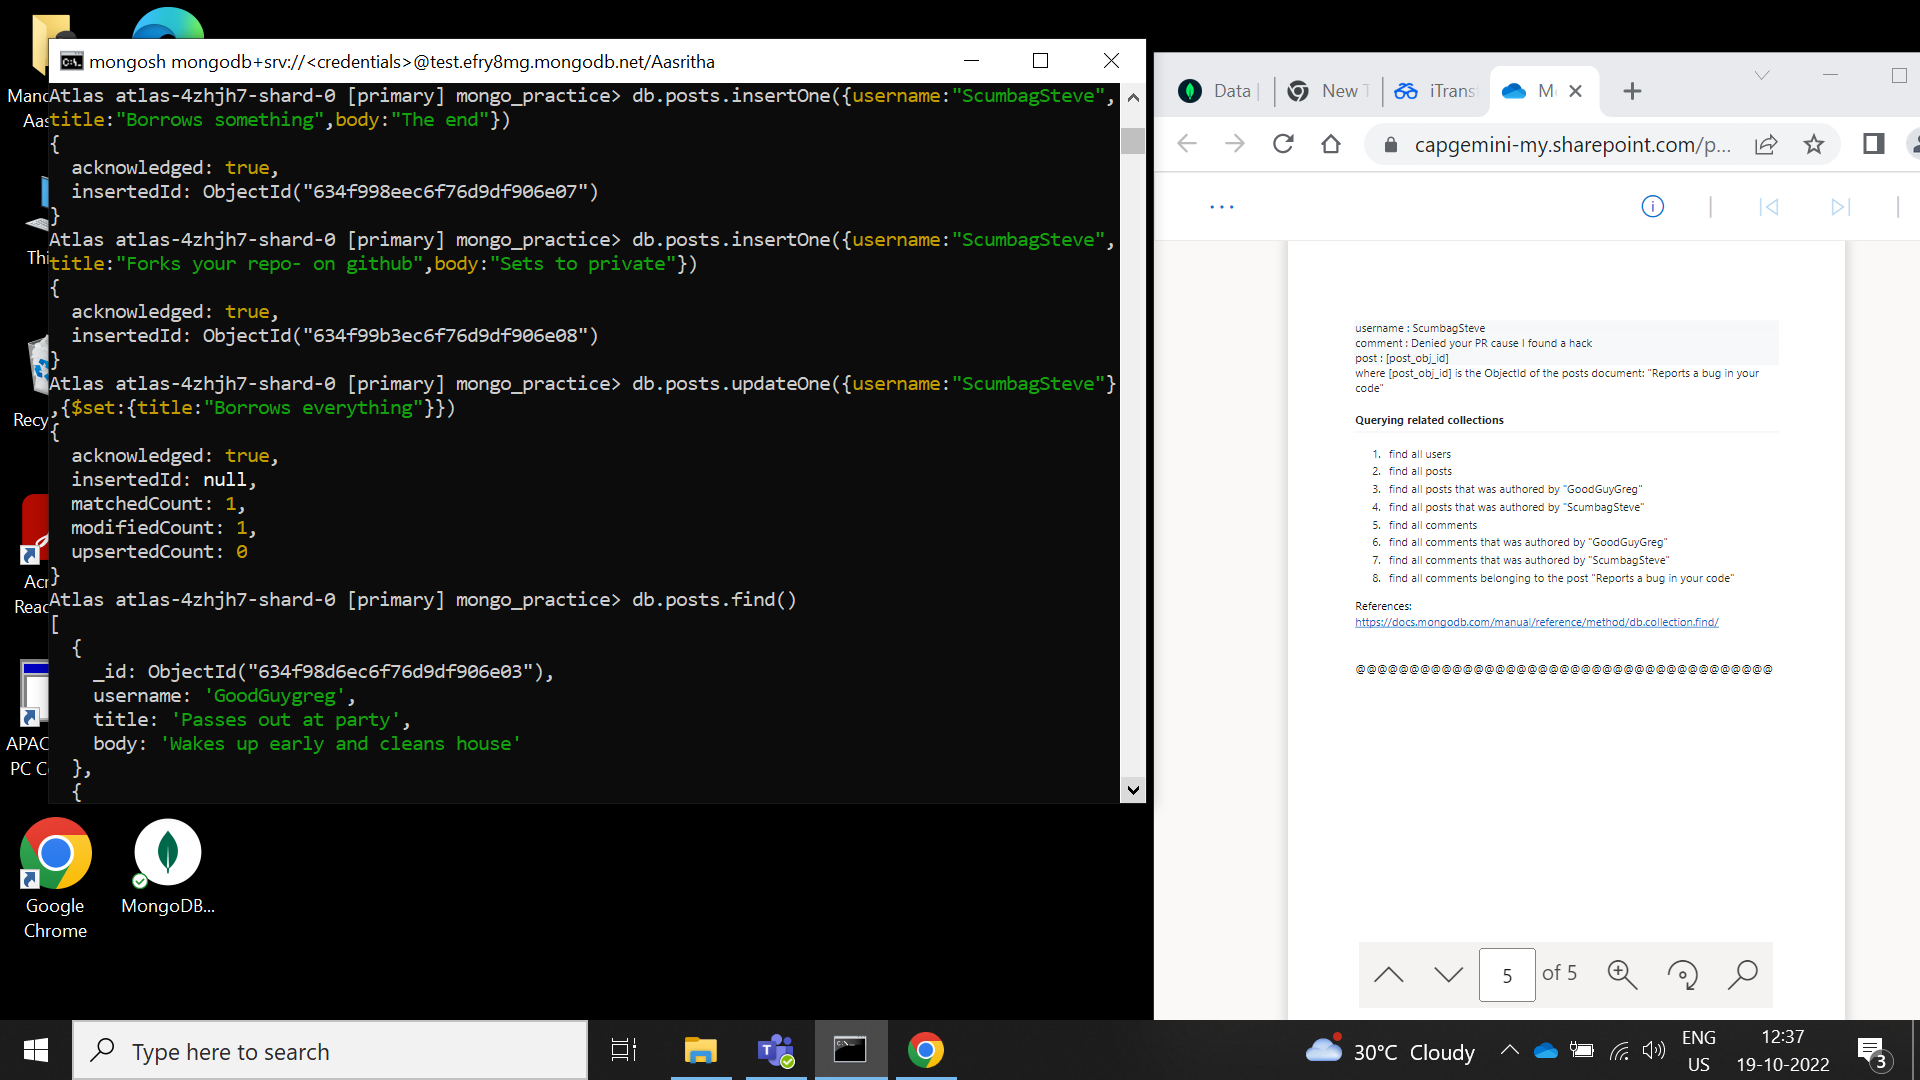 mongosh mongodb+srv://<credentials>@test.efry8mg.mongodb.net/Aasritha
Atlas atlas-4zhjh7-shard-0 [primary] mongo_practice> db.posts.insertOne({username:"ScumbagSteve",
title:"Borrows something",body:"The end"})
{
  acknowledged: true,
  insertedId: ObjectId("634f998eec6f76d9df906e07")
}
Atlas atlas-4zhjh7-shard-0 [primary] mongo_practice> db.posts.insertOne({username:"ScumbagSteve",
title:"Forks your repo- on github",body:"Sets to private"})
{
  acknowledged: true,
  insertedId: ObjectId("634f99b3ec6f76d9df906e08")
}
Atlas atlas-4zhjh7-shard-0 [primary] mongo_practice> db.posts.updateOne({username:"ScumbagSteve"}
,{$set:{title:"Borrows everything"}})
{
  acknowledged: true,
  insertedId: null,
  matchedCount: 1,
  modifiedCount: 1,
  upsertedCount: 0
}
Atlas atlas-4zhjh7-shard-0 [primary] mongo_practice> db.posts.find()
[
  {
    _id: ObjectId("634f98d6ec6f76d9df906e03"),
    username: 'GoodGuygreg',
    title: 'Passes out at party',
    body: 'Wakes up early and cleans house'
  },
  {
Manc
Aas
Thi
Recy
Acr
Reac
APAC
PC C
Google
Chrome
MongoDB...
Data
New T
iTrans
Mo
capgemini-my.sharepoint.com/p...
username : ScumbagSteve
comment : Denied your PR cause I found a hack
post : [post_obj_id]
where [post_obj_id] is the ObjectId of the posts document: "Reports a bug in your
code"
Querying related collections
1. find all users
2. find all posts
3. find all posts that was authored by "GoodGuyGreg"
4. find all posts that was authored by "ScumbagSteve"
5. find all comments
6. find all comments that was authored by "GoodGuyGreg"
7. find all comments that was authored by "ScumbagSteve"
8. find all comments belonging to the post "Reports a bug in your code"
References:
https://docs.mongodb.com/manual/reference/method/db.collection.find/
@@@@@@@@@@@@@@@@@@@@@@@@@@@@@@@@@@@@@@@
5 of 5
Type here to search
30°C Cloudy
ENG
US
12:37
19-10-2022
3